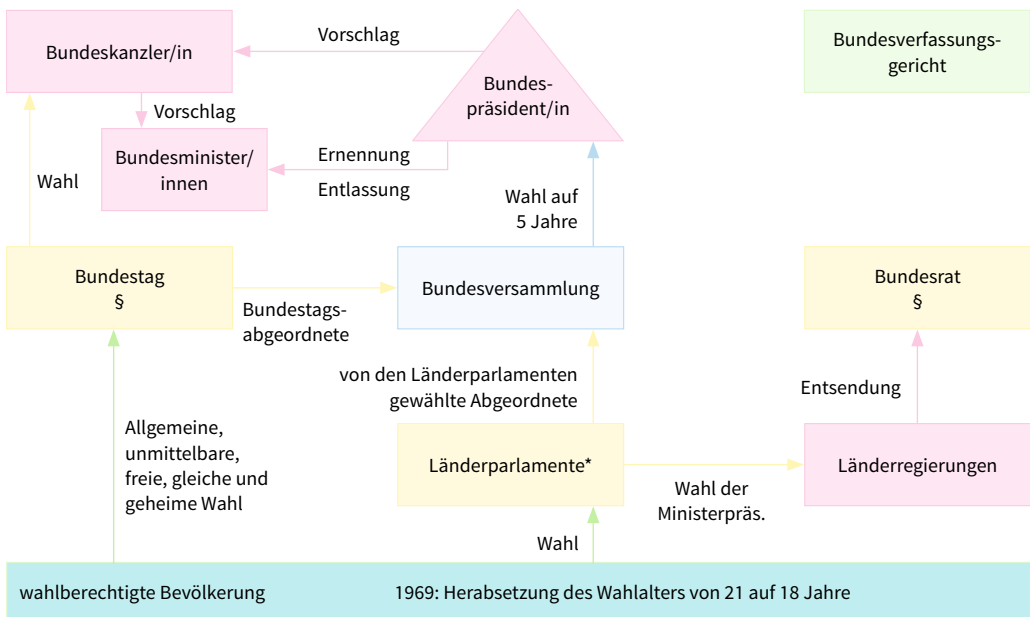 Bundeskanzler/in
Vorschlag
Bundes-
präsident/in
Bundesverfassungs-
gericht
Vorschlag
Bundesminister/
innen
Ernennung
Entlassung
Wahl
Wahl auf
5 Jahre
Bundestag
§
Bundestags-
abgeordnete
Bundesversammlung
Bundesrat
§
von den Länderparlamenten
gewählte Abgeordnete
Entsendung
Allgemeine,
unmittelbare,
freie, gleiche und
geheime Wahl
Länderparlamente*
Wahl der
Ministerpräs.
Länderregierungen
Wahl
wahlberechtigte Bevölkerung
1969: Herabsetzung des Wahlalters von 21 auf 18 Jahre